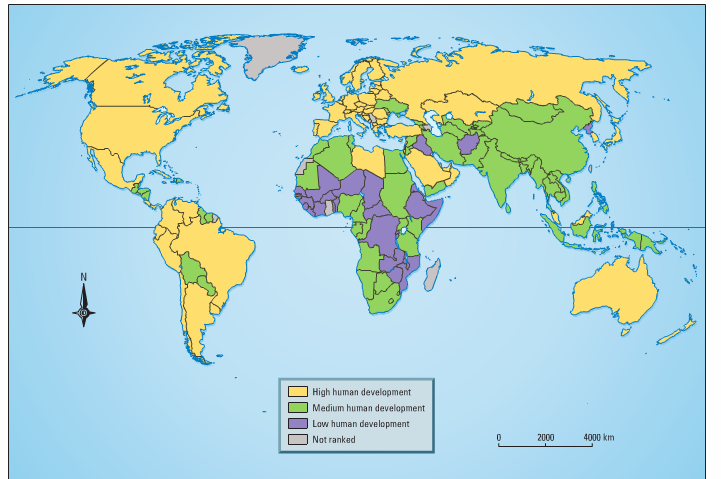 N
High human development
Medium human development
Low human development
Not ranked
0 2000 4000 km